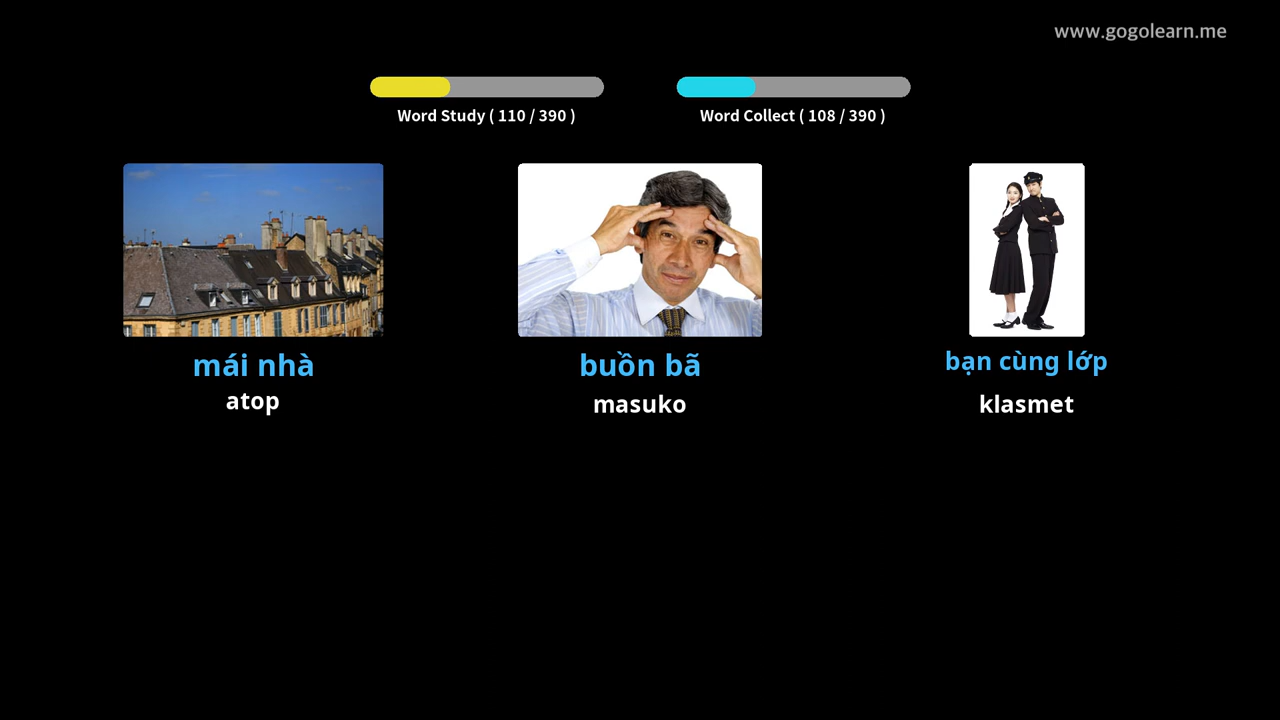 www.gogolearn.me
Word Study ( 110 / 390 )
Word Collect ( 108 / 390 )
mái nhà
atop
buồn bã
masuko
bạn cùng lớp
klasmet